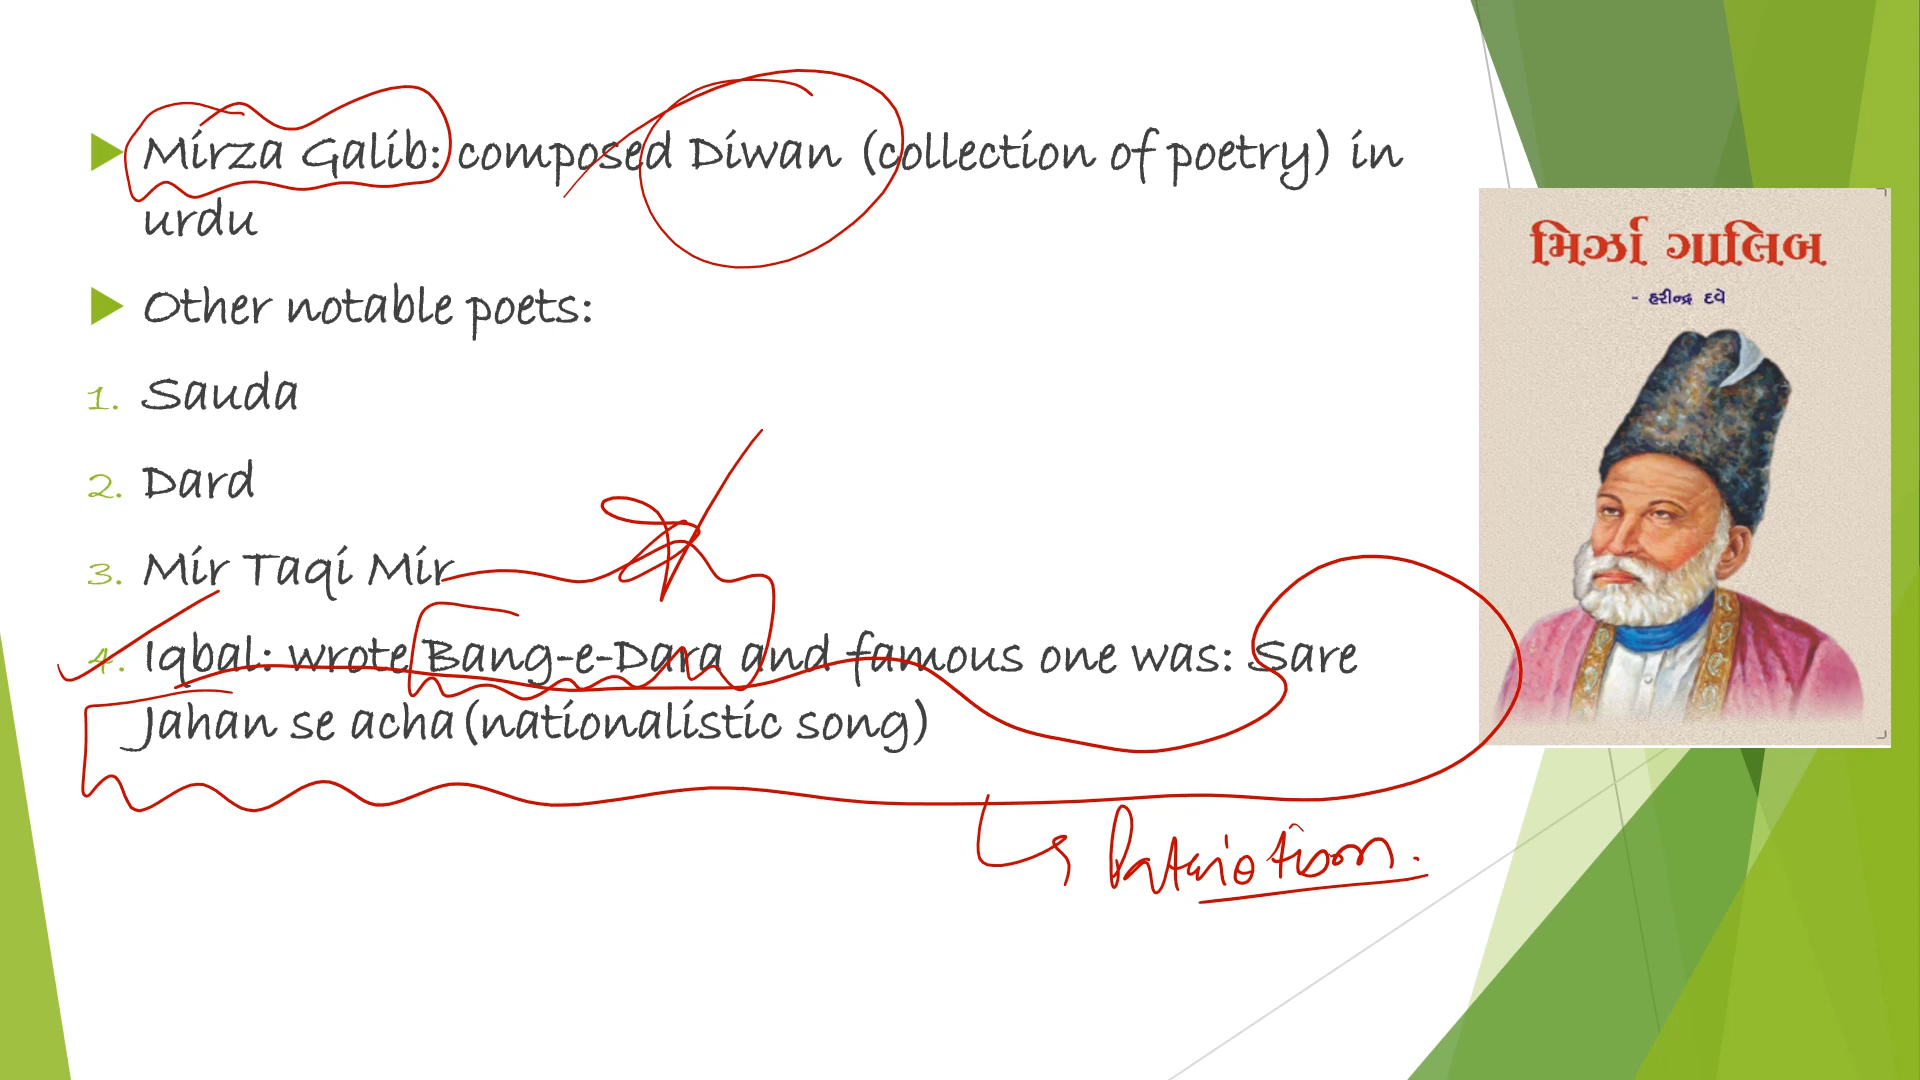 Mirza Galib: composed Diwan (collection of poetry) in
urdu
Other notable poets:
1. Sauda
2. Dard
3. Mir Taqi Mir
4. Iqbal: wrote Bang-e-Dara and famous one was: Sare
Jahan se acha(nationalistic song)
Patriotism.
મિર્ઝા ગાલિબ
- હરીન્દ્ર દવે